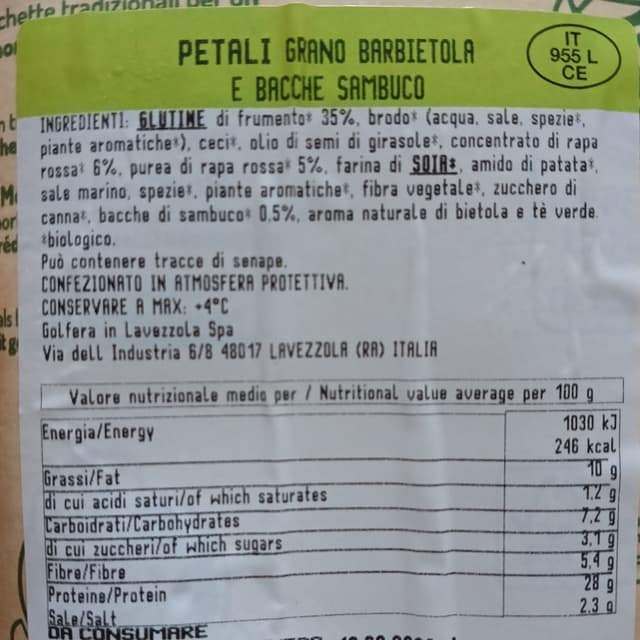 PETALI GRANO BARBIETOLA
E BACCHE SAMBUCO
IT
955 L
CE
INGREDIENTI: GLUTINE di frumento* 35%, brodo* (acqua, sale, spezie*,
piante aromatiche*), ceci*, olio di semi di girasole*, concentrato di rapa
rossa* 6%, purea di rapa rossa* 5%, farina di SOIA*, amido di patata*,
sale marino, spezie*, piante aromatiche*, fibra vegetale*, zucchero di
canna*, bacche di sambuco* 0.5%, aroma naturale di bietola e tè verde.
*biologico.
Può contenere tracce di senape.
CONFEZIONATO IN ATMOSFERA PROTETTIVA.
CONSERVARE A MAX: +4°C
Golfera in Lavezzola Spa
Via dell Industria 6/8 48017 LAVEZZOLA (RA) ITALIA
Valore nutrizionale medio per / Nutritional value average per 100 g
Energia/Energy 1030 kJ
246 kcal
Grassi/Fat 10 g
di cui acidi saturi/of which saturates 1,2 g
Carboidrati/Carbohydrates 7,2 g
di cui zuccheri/of which sugars 3,1 g
Fibre/Fibre 5,4 g
Proteine/Protein 28 g
Sale/Salt 2.3 g
DA CONSUMARE